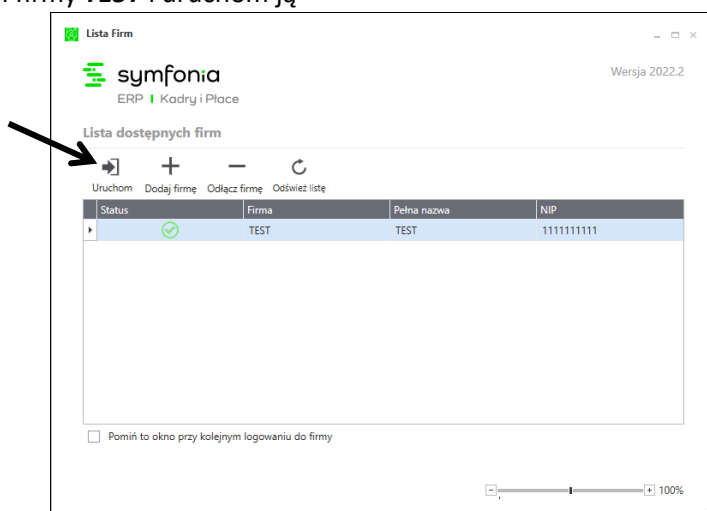 firmy TEST i uruchom ją
Lista Firm
symfonia
Wersja 2022.2
ERP I Kadry i Płace
Lista dostępnych firm
Uruchom Dodaj firmę Odłącz firmę Odśwież listę
Status Firma Pełna nazwa NIP
TEST TEST 1111111111
Pomiń to okno przy kolejnym logowaniu do firmy
100%